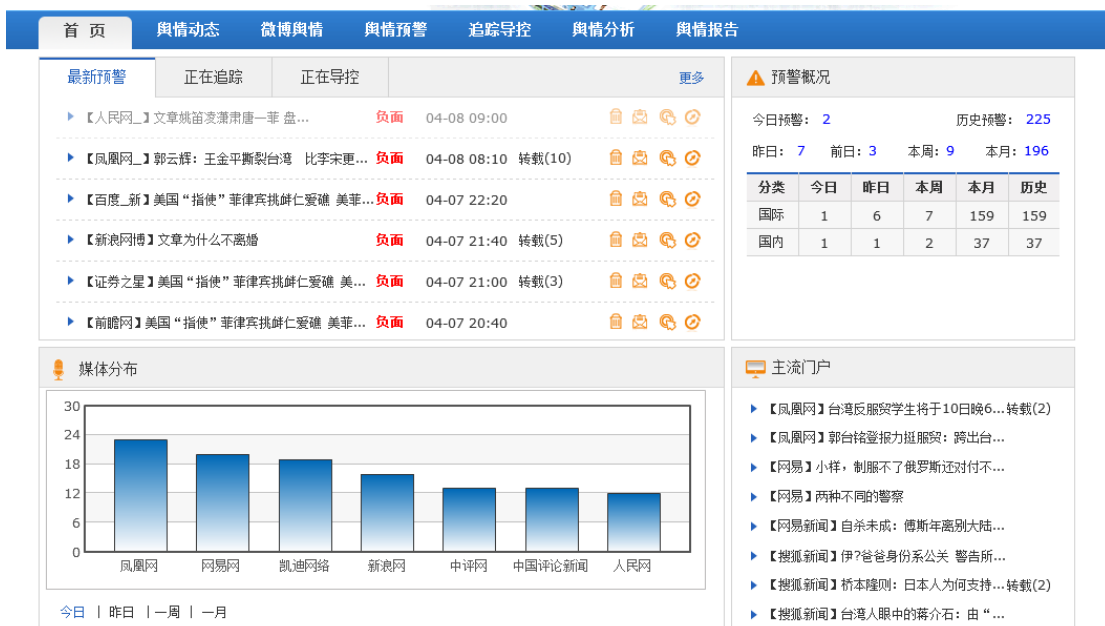 首 页 舆情动态 微博舆情 舆情预警 追踪导控 舆情分析 舆情报告
最新预警 正在追踪 正在导控 更多
【人民网_】文章姚笛凌潇肃唐一菲 盘... 负面 04-08 09:00
【凤凰网_】郭云辉：王金平撕裂台湾 比李宋更... 负面 04-08 08:10 转载(10)
【百度_新】美国“指使”菲律宾挑衅仁爱礁 美菲... 负面 04-07 22:20
【新浪网博】文章为什么不离婚 负面 04-07 21:40 转载(5)
【证券之星】美国“指使”菲律宾挑衅仁爱礁 美... 负面 04-07 21:00 转载(3)
【前瞻网】美国“指使”菲律宾挑衅仁爱礁 美菲... 负面 04-07 20:40
预警概况
今日预警： 2 历史预警： 225
昨日： 7 前日：3 本周：9 本月：196
分类 今日 昨日 本周 本月 历史
国际 1 6 7 159 159
国内 1 1 2 37 37
媒体分布
30
24
18
12
6
0
凤凰网 网易网 凯迪网络 新浪网 中评网 中国评论新闻 人民网
今日 | 昨日 |一周 | 一月
主流门户
【凤凰网】台湾反服贸学生将于10日晚6...转载(2)
【凤凰网】郭台铭登报力挺服贸：跨出台...
【网易】小样，制服不了俄罗斯还对付不...
【网易】两种不同的警察
【网易新闻】自杀未成：傅斯年离别大陆...
【搜狐新闻】伊?爸爸身份系公关 警告所...
【搜狐新闻】桥本隆则：日本人为何支持...转载(2)
【搜狐新闻】台湾人眼中的蒋介石：由“...